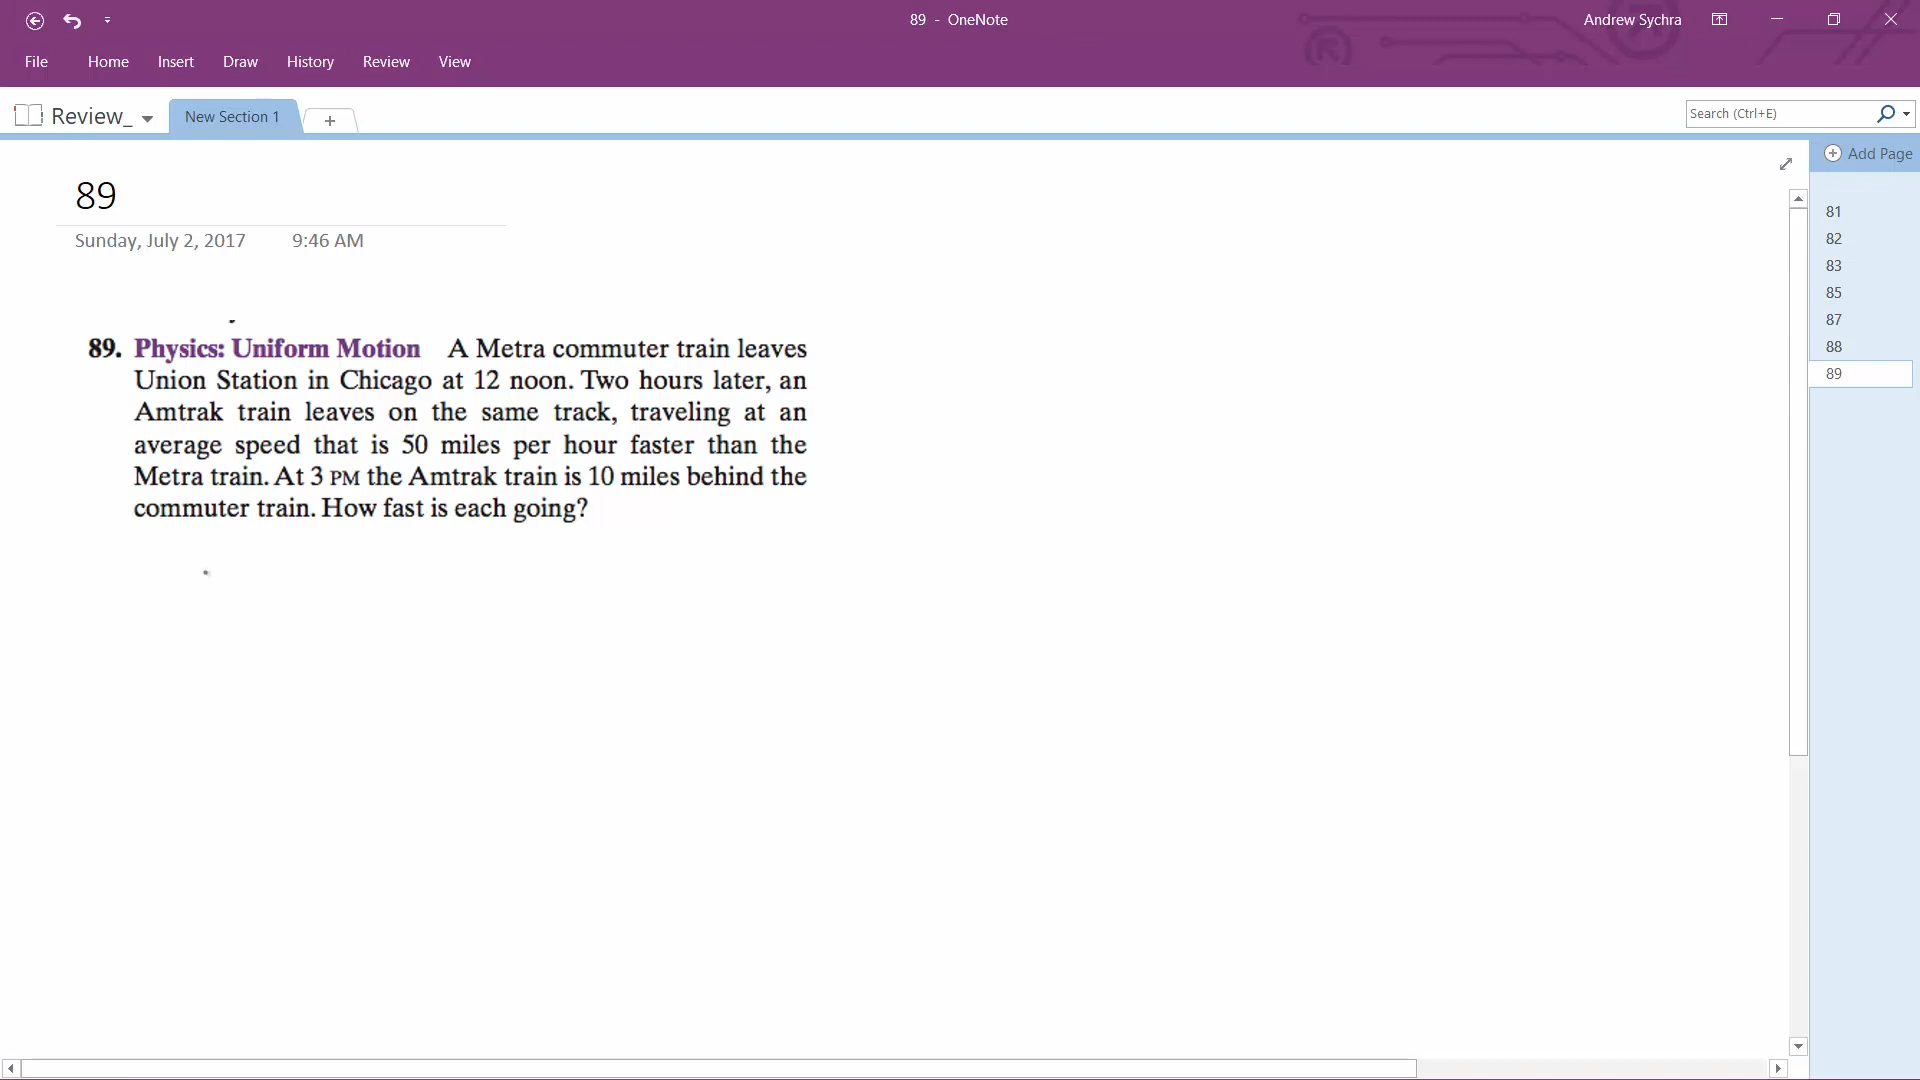 89 - OneNote
Andrew Sychra
File Home Insert Draw History Review View
Review_ New Section 1 +
Search (Ctrl+E)
Add Page
89
Sunday, July 2, 2017 9:46 AM
89. Physics: Uniform Motion A Metra commuter train leaves
Union Station in Chicago at 12 noon. Two hours later, an
Amtrak train leaves on the same track, traveling at an
average speed that is 50 miles per hour faster than the
Metra train. At 3 PM the Amtrak train is 10 miles behind the
commuter train. How fast is each going?
81
82
83
85
87
88
89